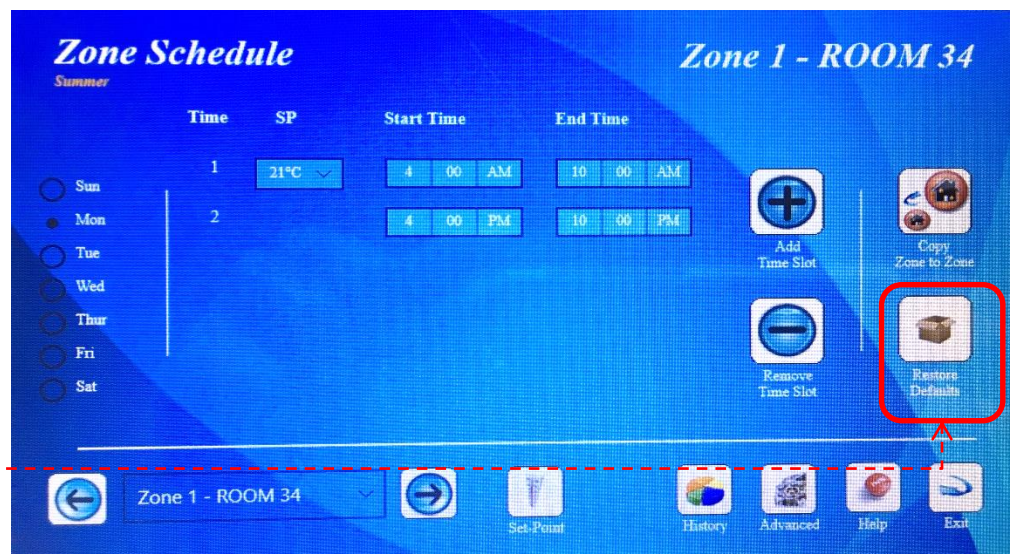 Zone Schedule
Zone 1 - ROOM 34
Summer
Time SP Start Time End Time
1 21°C 4 00 AM 10 00 AM
2 4 00 PM 10 00 PM
Sun
Mon
Tue
Wed
Thur
Fri
Sat
Add
Time Slot
Copy
Zone to Zone
Remove
Time Slot
Restore
Defaults
Zone 1 - ROOM 34
Set-Point
History
Advanced
Help
Exit